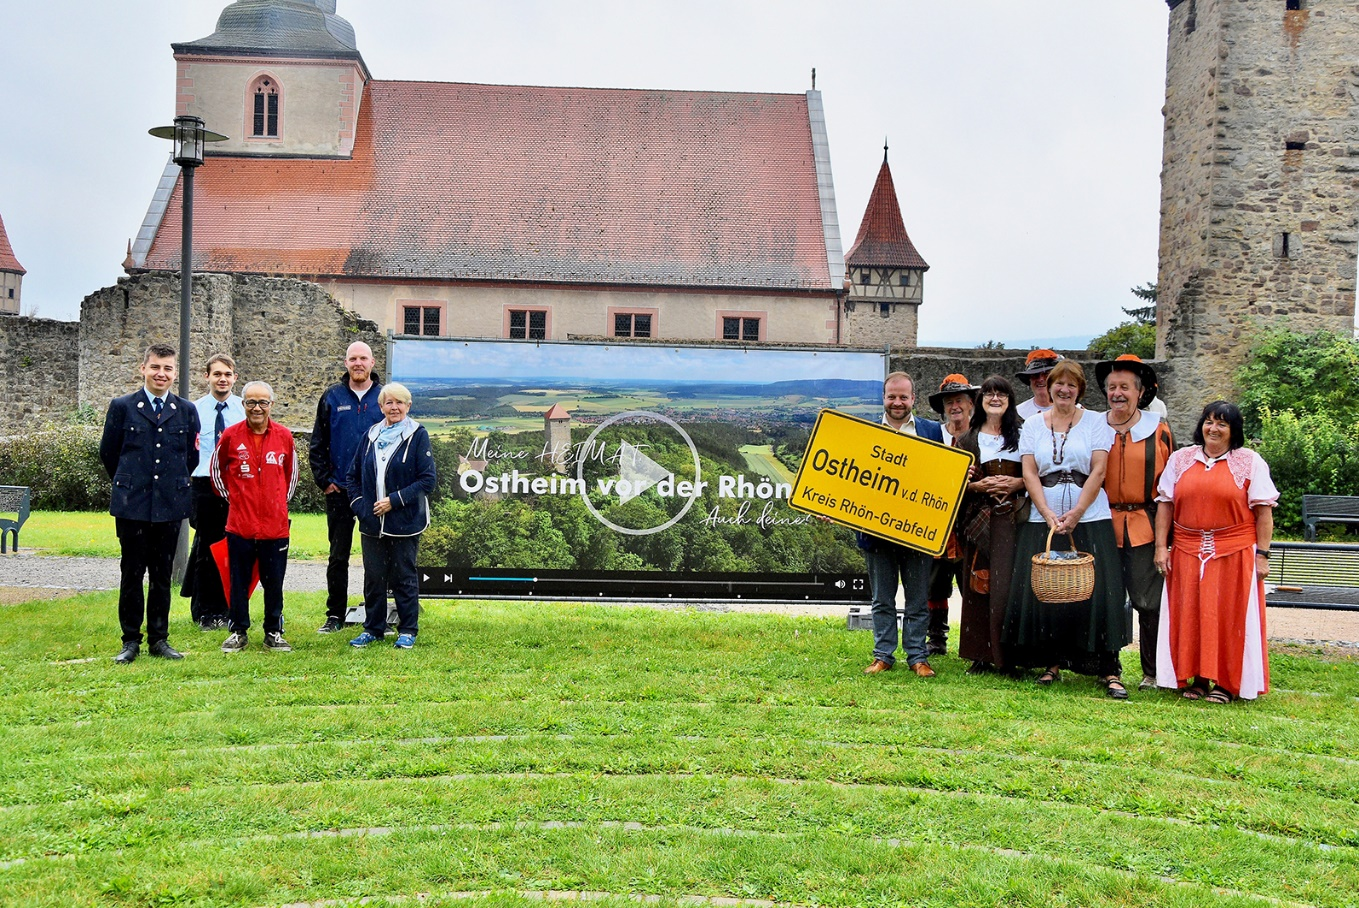 Meine HEIMAT
Ostheim vor der Rhön
Auch deine?
Stadt
Ostheim v.d. Rhön
Kreis Rhön-Grabfeld